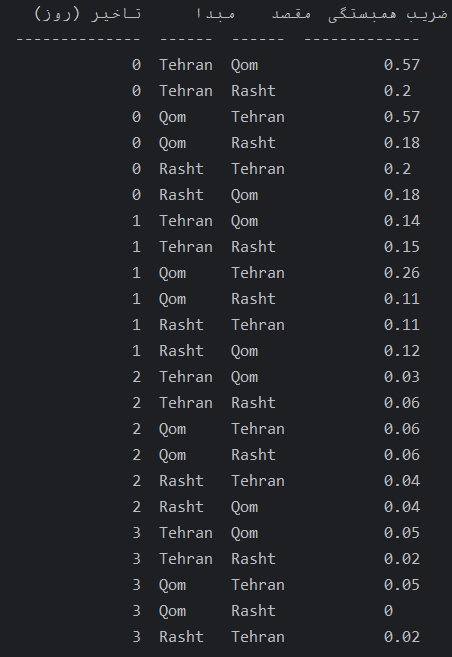 تاخیر (روز)    مبدا    مقصد    ضریب همبستگی
--------------  ------  ------  -------------
0  Tehran  Qom  0.57
0  Tehran  Rasht  0.2
0  Qom  Tehran  0.57
0  Qom  Rasht  0.18
0  Rasht  Tehran  0.2
0  Rasht  Qom  0.18
1  Tehran  Qom  0.14
1  Tehran  Rasht  0.15
1  Qom  Tehran  0.26
1  Qom  Rasht  0.11
1  Rasht  Tehran  0.11
1  Rasht  Qom  0.12
2  Tehran  Qom  0.03
2  Tehran  Rasht  0.06
2  Qom  Tehran  0.06
2  Qom  Rasht  0.06
2  Rasht  Tehran  0.04
2  Rasht  Qom  0.04
3  Tehran  Qom  0.05
3  Tehran  Rasht  0.02
3  Qom  Tehran  0.05
3  Qom  Rasht  0
3  Rasht  Tehran  0.02